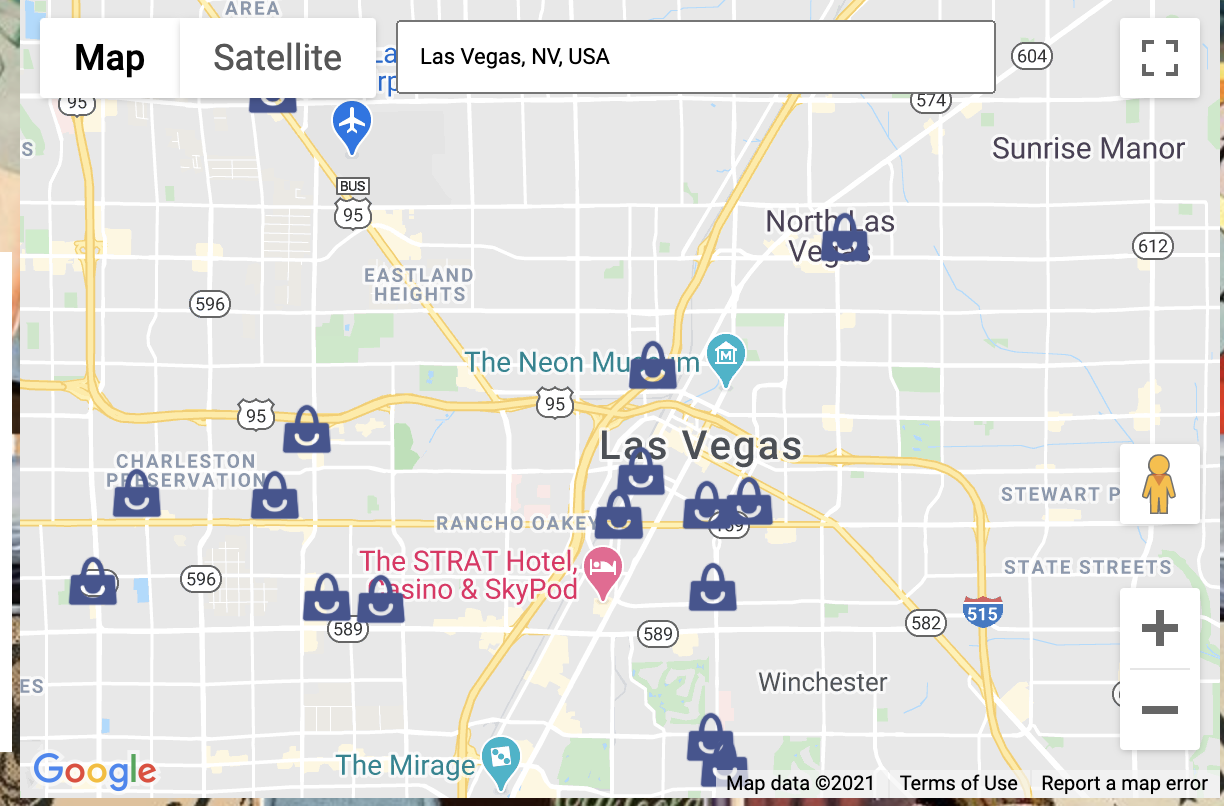 AREA
Map
Satellite
La
rp
Las Vegas, NV, USA
604
95
574
S
Sunrise Manor
BUS
95
North Las
Vegas
612
EASTLAND
HEIGHTS
596
The Neon Museum
M
95
95
Las Vegas
CHARLESTON
PRESERVATION
STEWART P
RANCHO OAKEY
The STRAT Hotel,
Casino & SkyPod
596
STATE STREETS
515
582
589
589
ES
Winchester
The Mirage
Google
Map data ©2021
Terms of Use
Report a map error